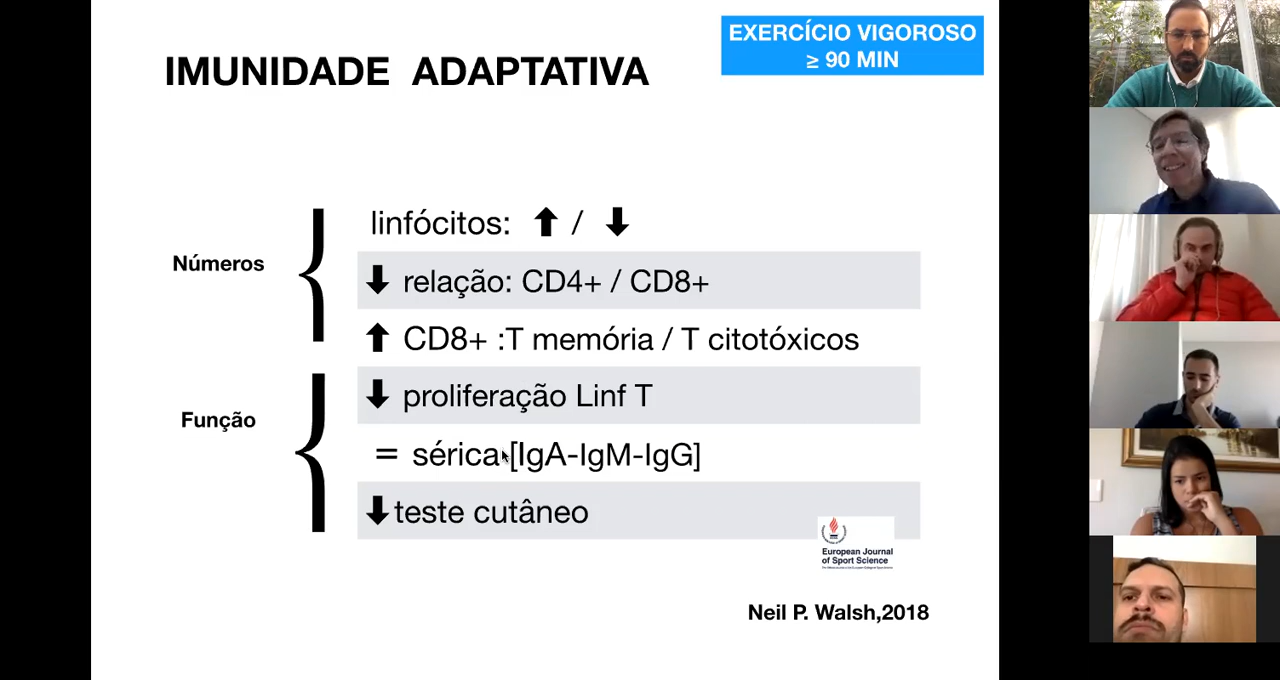 EXERCÍCIO VIGOROSO
≥ 90 MIN
IMUNIDADE ADAPTATIVA
Números
linfócitos: ⬆ / ⬇
⬇ relação: CD4+ / CD8+
⬆ CD8+ :T memória / T citotóxicos
Função
⬇ proliferação Linf T
= sérica [IgA-IgM-IgG]
⬇ teste cutâneo
European Journal
of Sport Science
Neil P. Walsh,2018